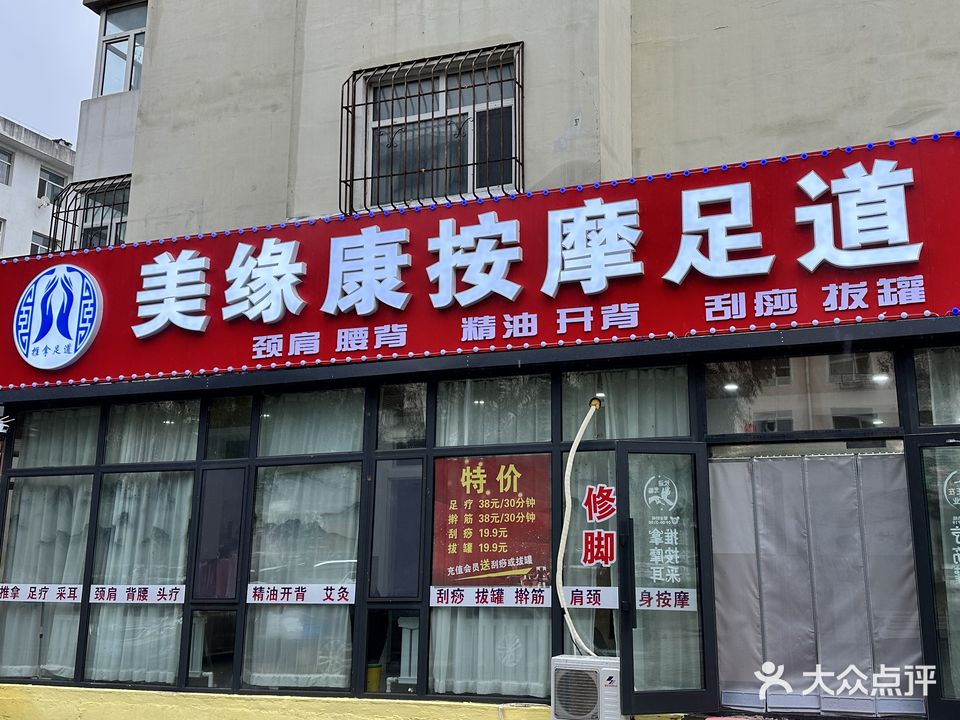 美缘康按摩足道
颈肩 腰背 精油开背 刮痧 拔罐
推拿足道
特价
足疗 38元/30分钟
擀筋 38元/30分钟
刮痧 19.9元
拔罐 19.9元
充值会员送刮痧或拔罐
修脚
推拿 足疗 采耳
颈肩 背腰 头疗
精油开背 艾灸
刮痧 拔罐 擀筋
肩颈
身按摩
推拿
按摩
采耳
大众点评